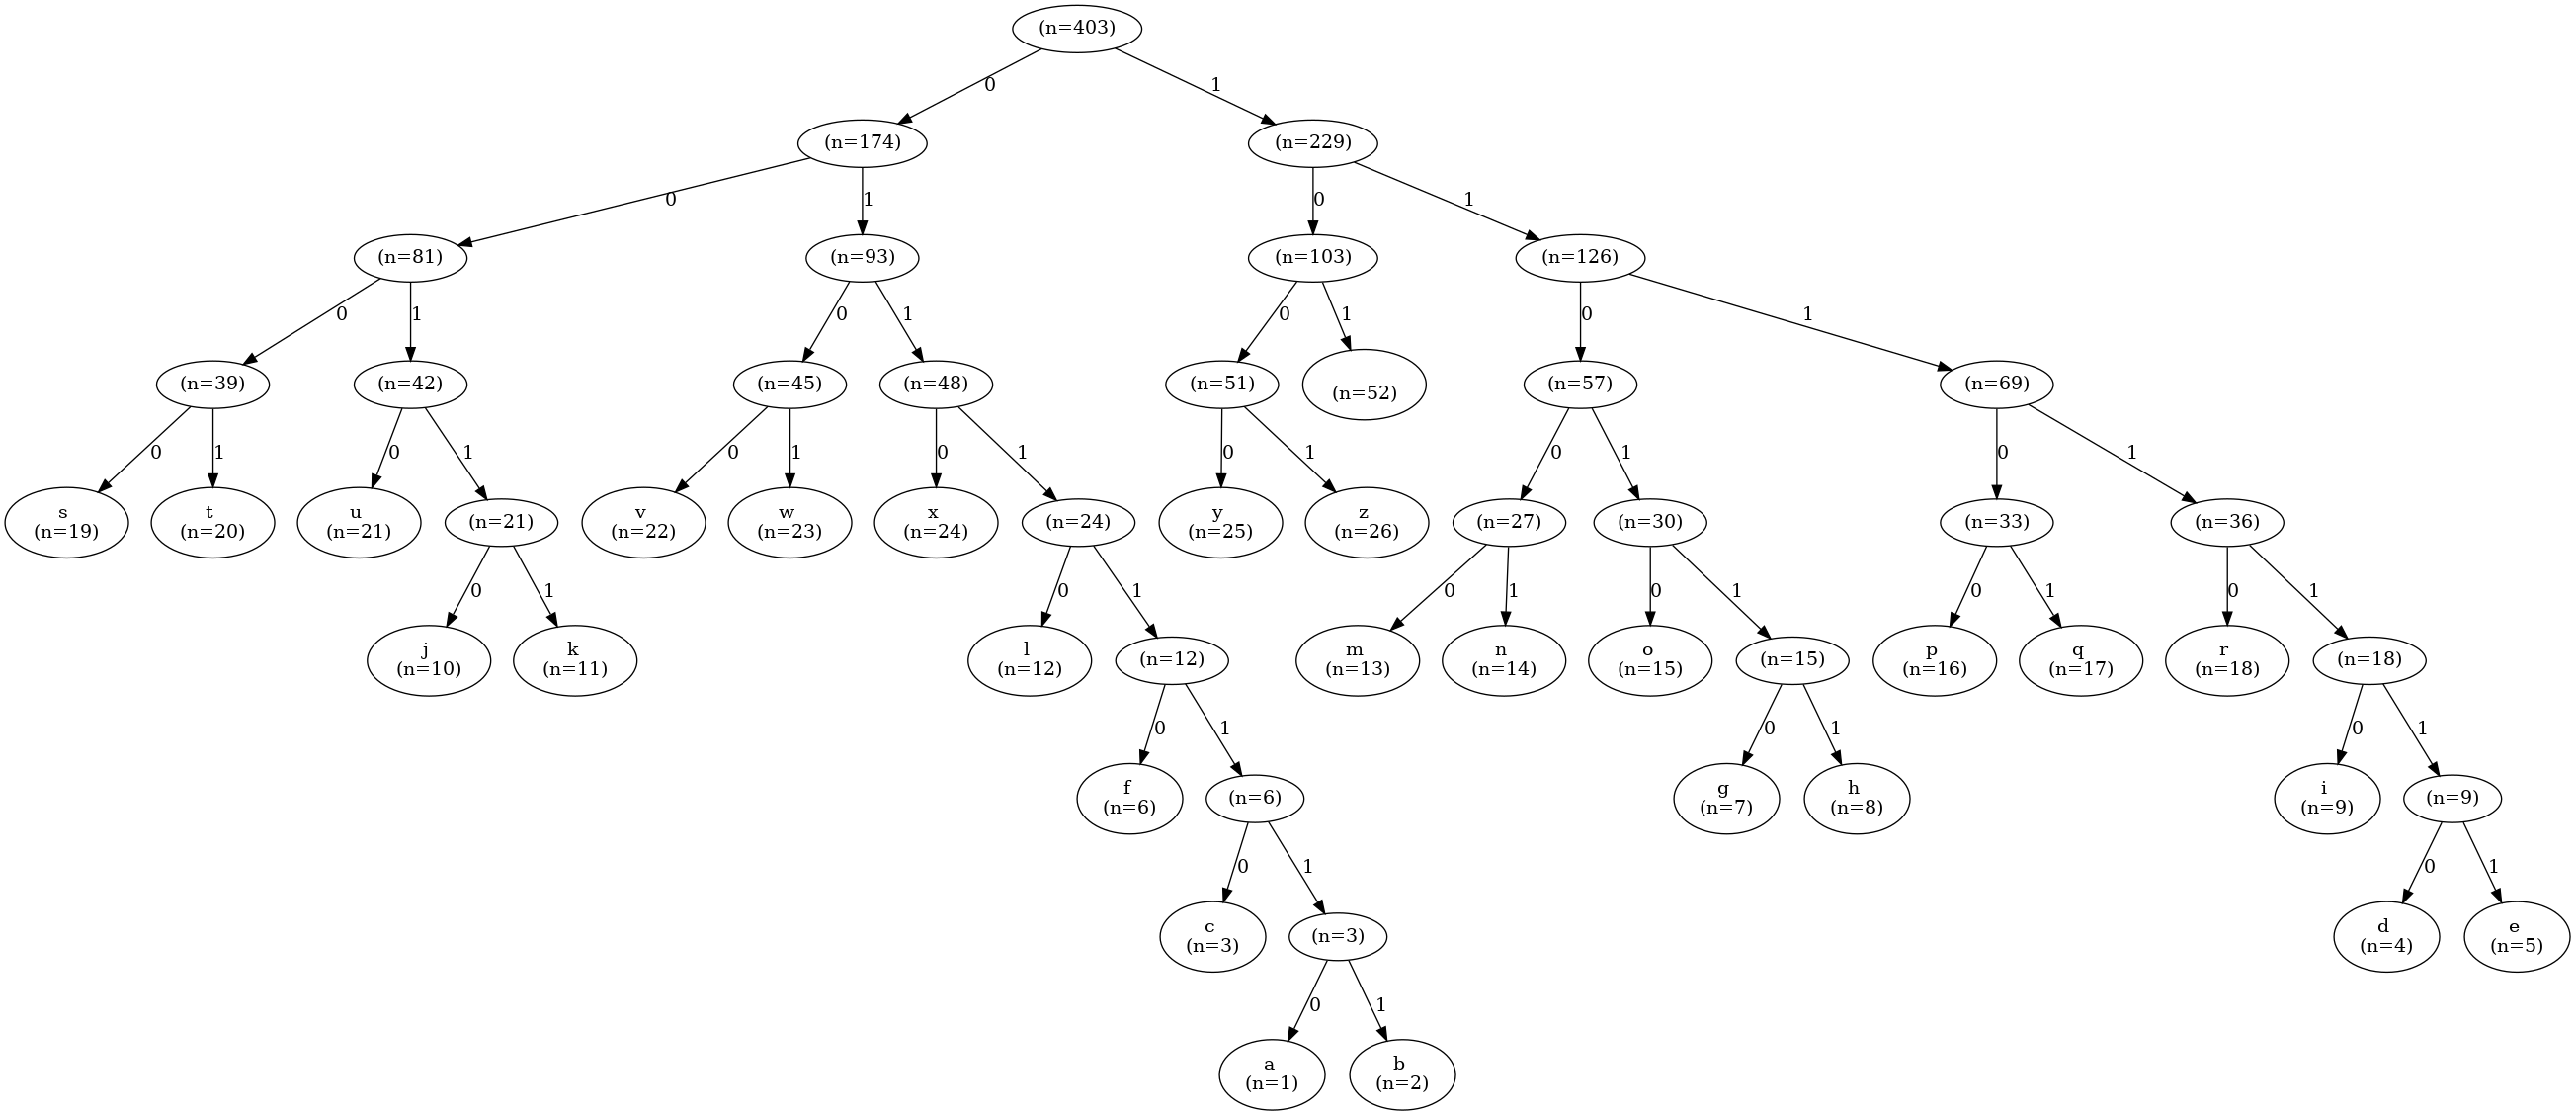 (n=403)
0 1
(n=174) (n=229)
0 1 0 1
(n=81) (n=93) (n=103) (n=126)
0 1 0 1 0 1 0 1
(n=39) (n=42) (n=45) (n=48) (n=51) (n=52) (n=57) (n=69)
0 1 0 1 0 1 0 1 0 1 0 1 0 1
s t u v w x y z
(n=19) (n=20) (n=21) (n=21) (n=22) (n=23) (n=24) (n=24) (n=25) (n=26) (n=27) (n=30) (n=33) (n=36)
0 1 0 1 0 1 0 1 0 1 0 1
j k l m n o p q r
(n=10) (n=11) (n=12) (n=12) (n=13) (n=14) (n=15) (n=15) (n=16) (n=17) (n=18) (n=18)
0 1 0 1 0 1
f g h i
(n=6) (n=6) (n=7) (n=8) (n=9) (n=9)
0 1 0 1
c d e
(n=3) (n=3) (n=4) (n=5)
0 1
a b
(n=1) (n=2)